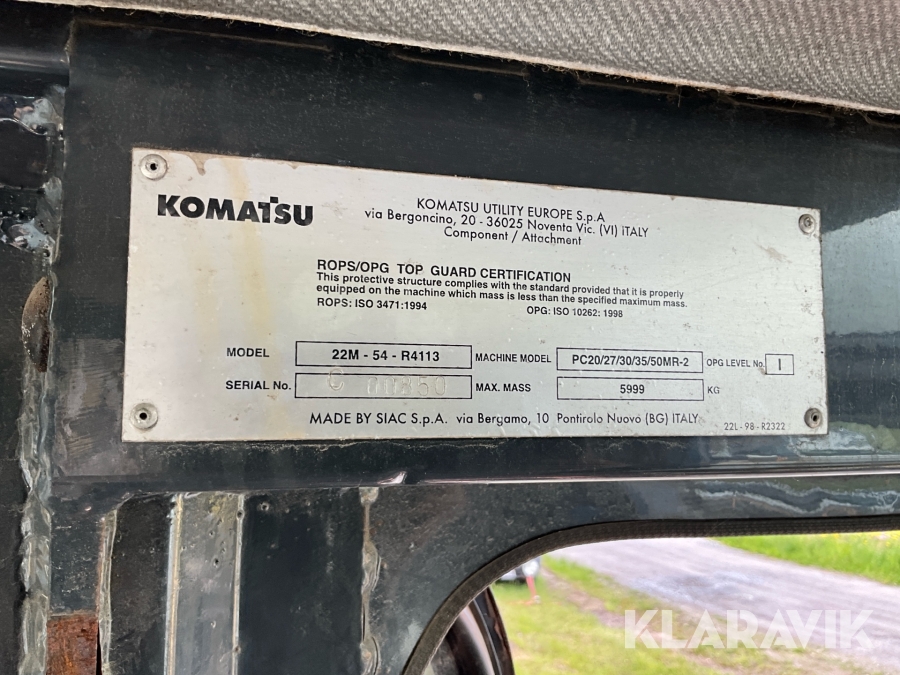 KOMATSU
KOMATSU UTILITY EUROPE S.p.A
via Bergoncino, 20 - 36025 Noventa Vic. (VI) ITALY
Component / Attachment
ROPS/OPG TOP GUARD CERTIFICATION
This protective structure complies with the standard provided that it is properly
equipped on the machine which mass is less than the specified maximum mass.
ROPS: ISO 3471:1994 OPG: ISO 10262: 1998
MODEL 22M - 54 - R4113 MACHINE MODEL PC20/27/30/35/50MR-2 OPG LEVEL No. I
SERIAL No. C MAX. MASS 5999 KG
MADE BY SIAC S.p.A. via Bergamo, 10 Pontirolo Nuovo (BG) ITALY
22L - 98 - R2322
KLARAVIK